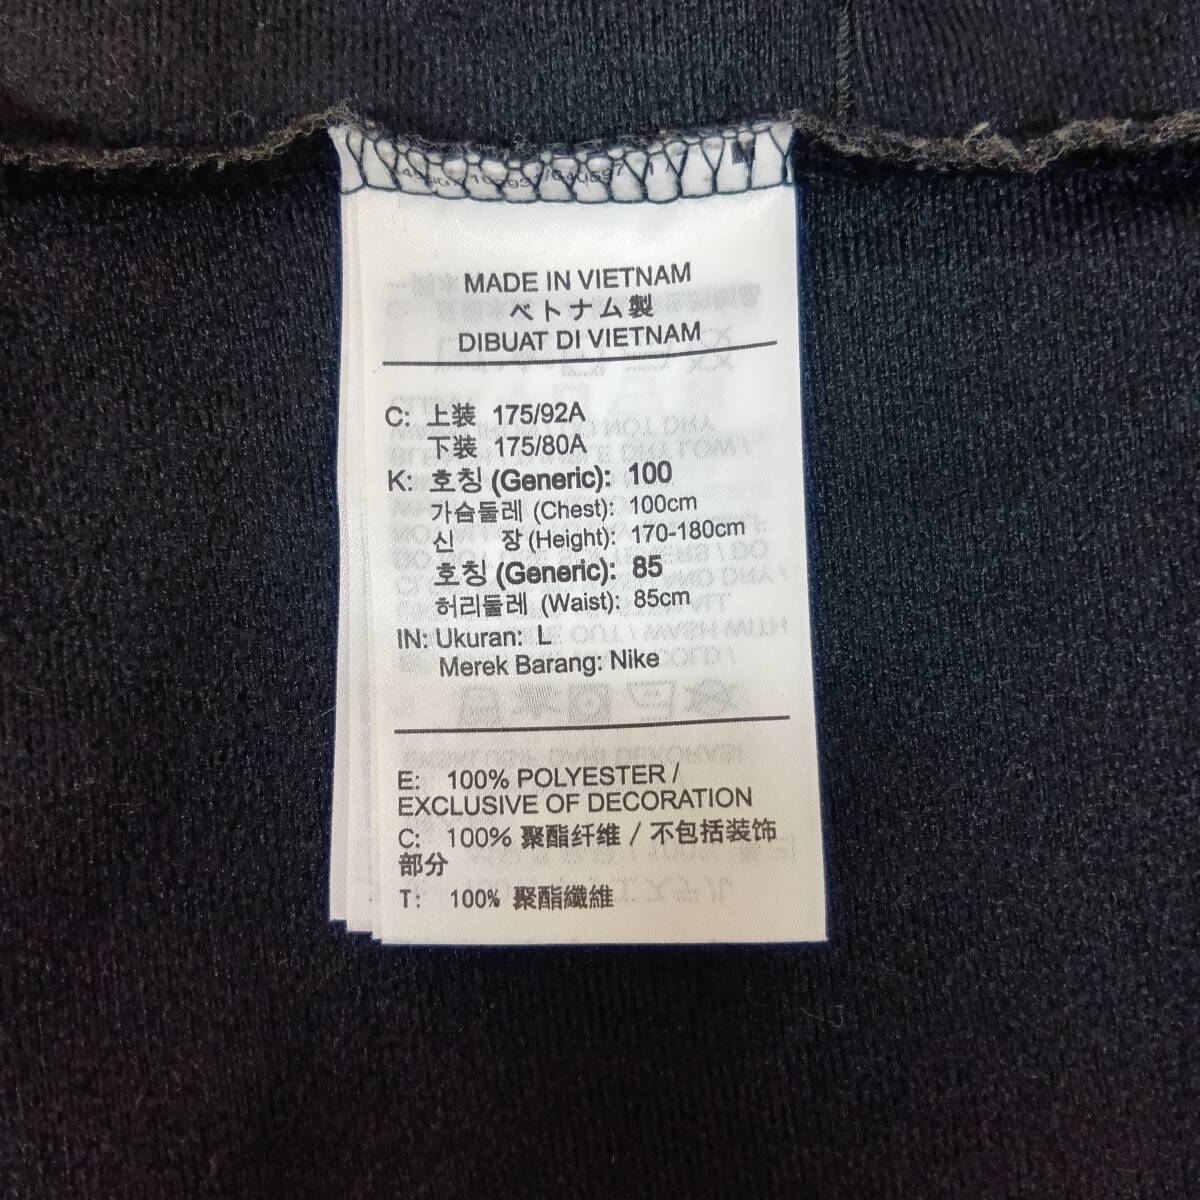 MADE IN VIETNAM
ベトナム製
DIBUAT DI VIETNAM
C: 上装 175/92A
下装 175/80A
K: 호칭 (Generic): 100
가슴둘레 (Chest): 100cm
신 장 (Height): 170-180cm
호칭 (Generic): 85
허리둘레 (Waist): 85cm
IN: Ukuran: L
Merek Barang: Nike
E: 100% POLYESTER /
EXCLUSIVE OF DECORATION
C: 100% 聚酯纤维 / 不包括装饰
部分
T: 100% 聚酯纖維